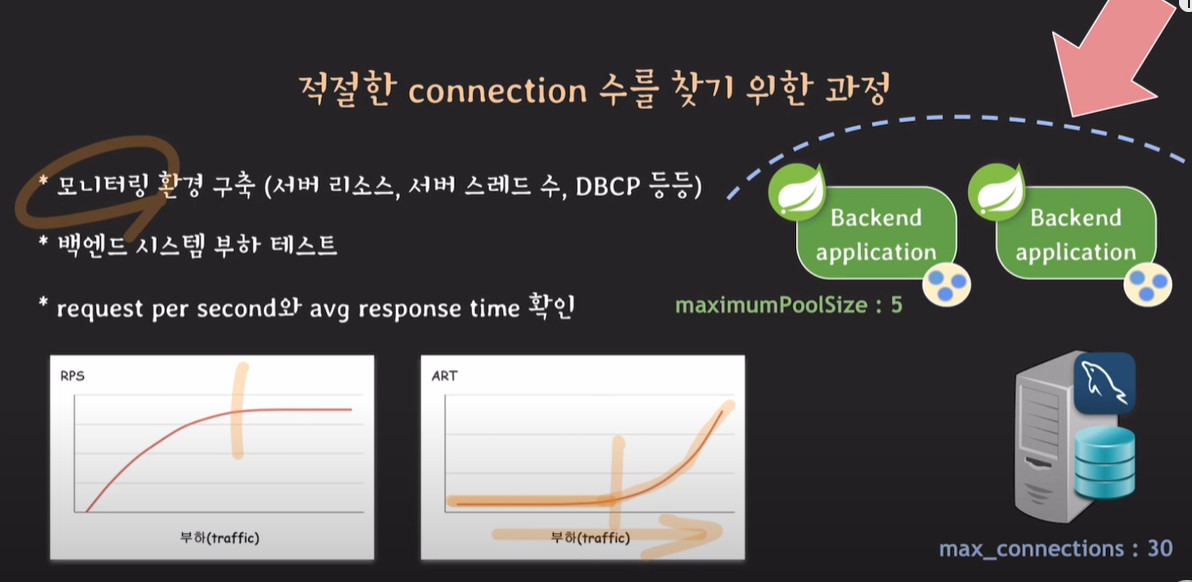 적절한 connection 수를 찾기 위한 과정
* 모니터링 환경 구축 (서버 리소스, 서버 스레드 수, DBCP 등등)
* 백엔드 시스템 부하 테스트
* request per second와 avg response time 확인
Backend
application
Backend
application
maximumPoolSize : 5
RPS
부하(traffic)
ART
부하(traffic)
max_connections : 30